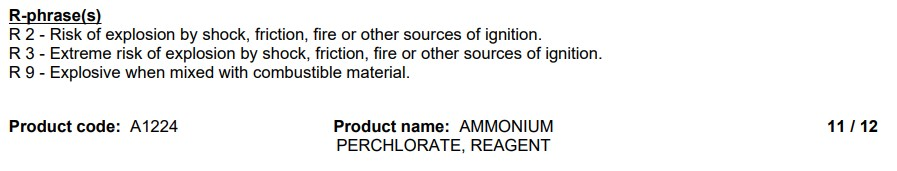 R-phrase(s)
R 2 - Risk of explosion by shock, friction, fire or other sources of ignition.
R 3 - Extreme risk of explosion by shock, friction, fire or other sources of ignition.
R 9 - Explosive when mixed with combustible material.
Product code: A1224 Product name: AMMONIUM 11 / 12
PERCHLORATE, REAGENT